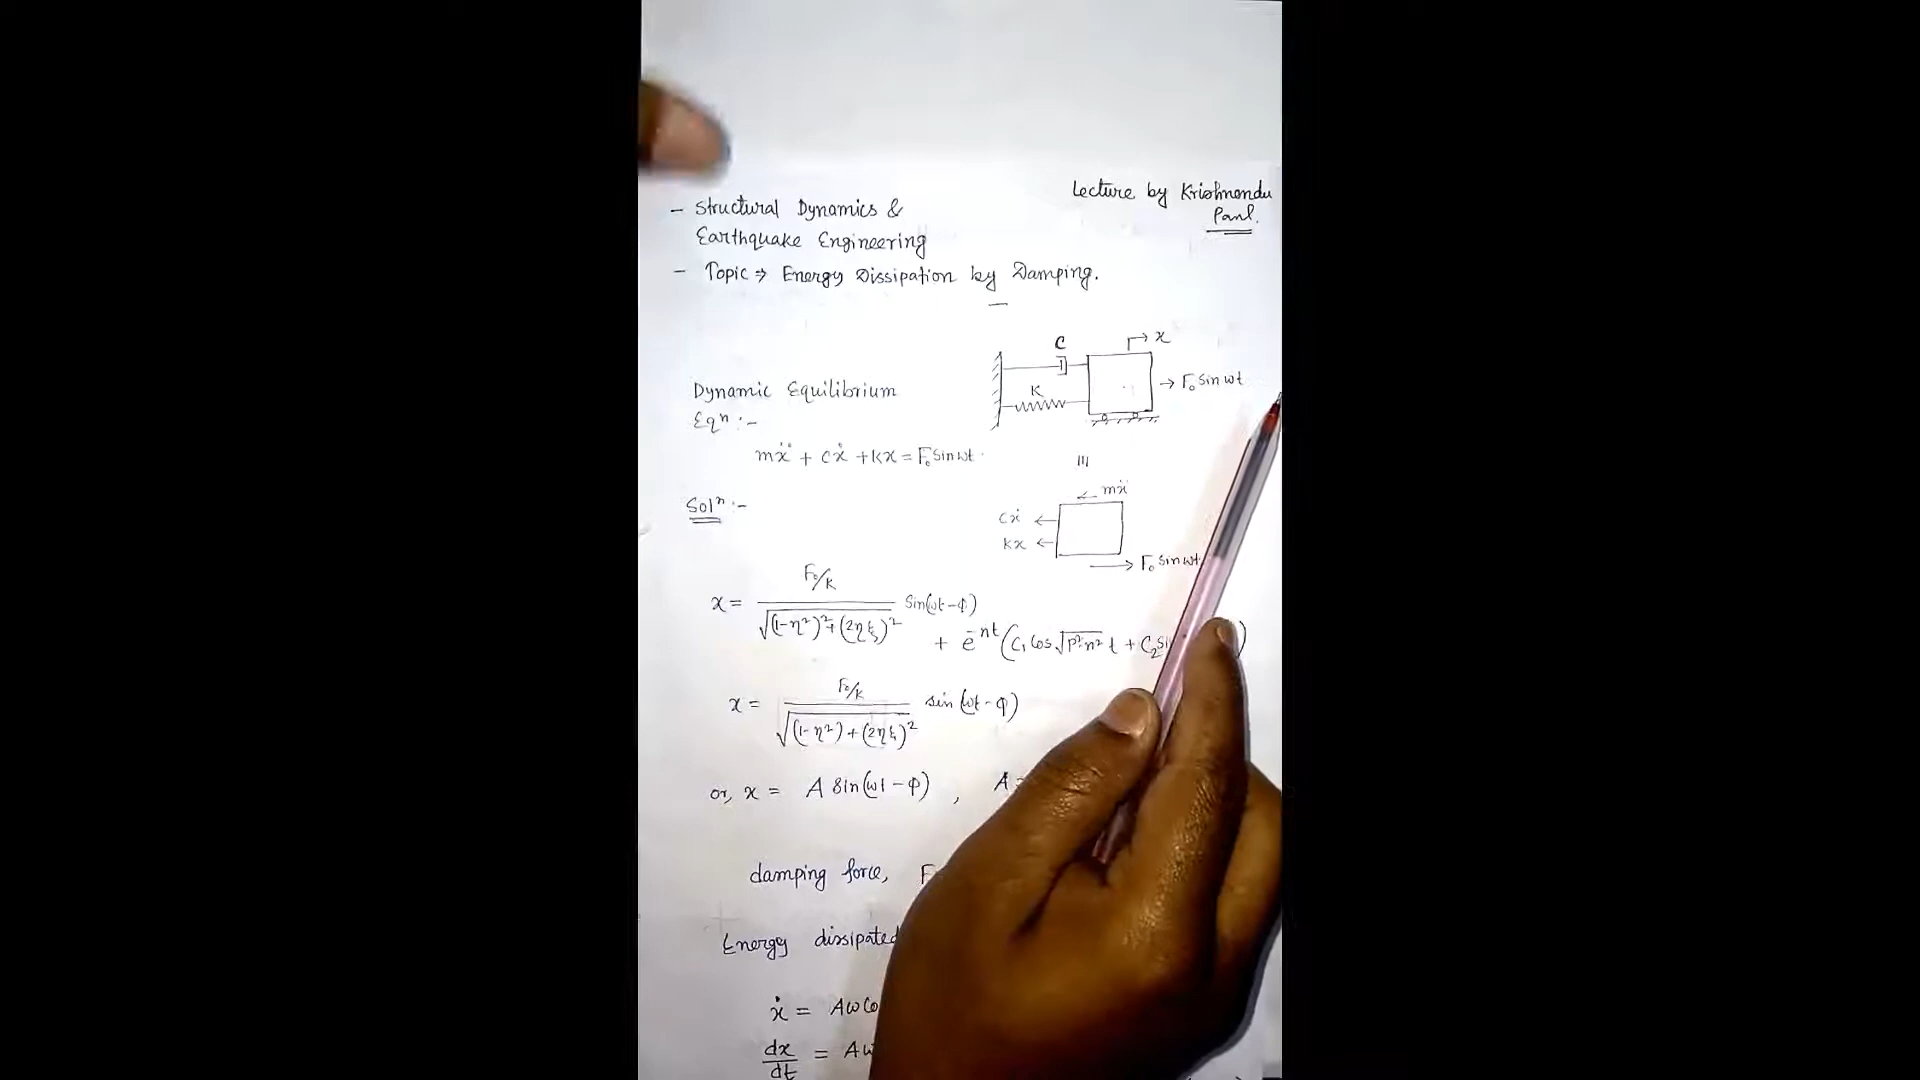 Lecture by Krishnendu
Paul.
- Structural Dynamics &
Earthquake Engineering
- Topic ⇒ Energy Dissipation by Damping.
C
x
K
F₀ sin ωt
Dynamic Equilibrium
Eqⁿ :-
mẍ + cẋ + kx = F₀ sin ωt.
|||
mẍ
cẋ
kx
F₀ sin ωt
Solⁿ :-
x = F₀/k / √(1-η²)²+(2ηξ)² sin(ωt-φ)
+ e^-nt (C₁ cos √p²-n² t + C₂
x = F₀/k / √(1-η²)+(2ηξ)² sin(ωt-φ)
or, x = A sin(ωt-φ) , A
damping force, F
Energy dissipated
ẋ = Aω
dx/dt = A